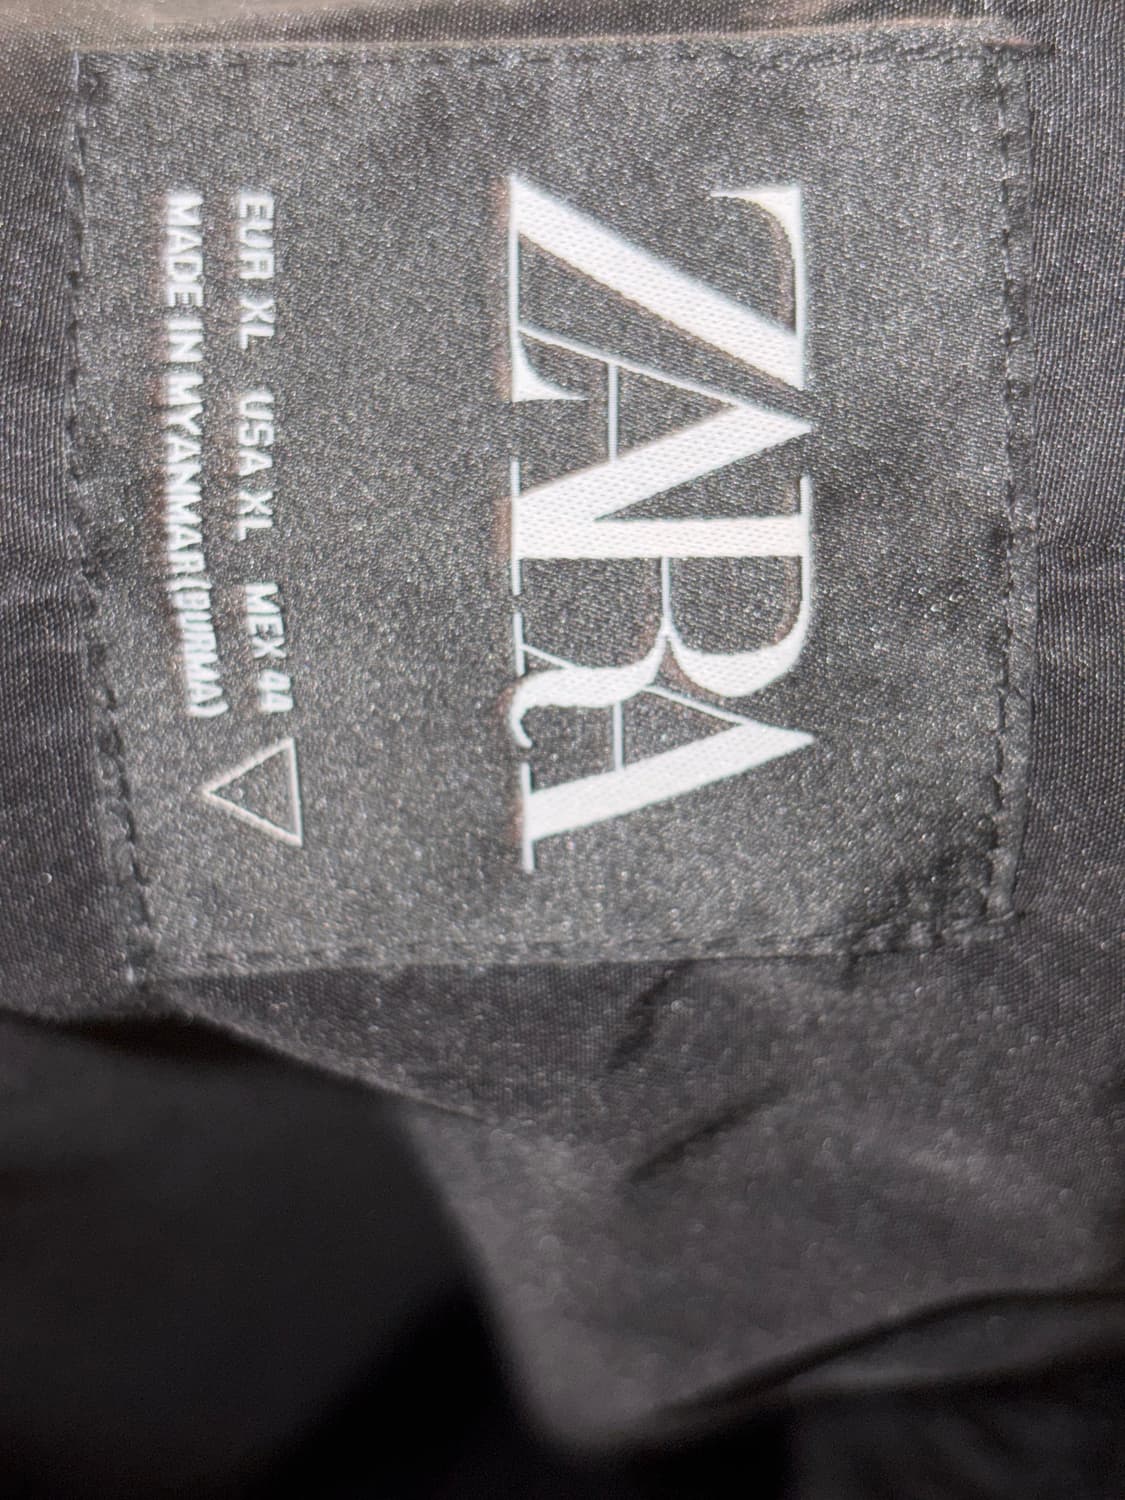 ZARA
EUR XL USA XL MEX 44
MADE IN MYANMAR (BURMA)